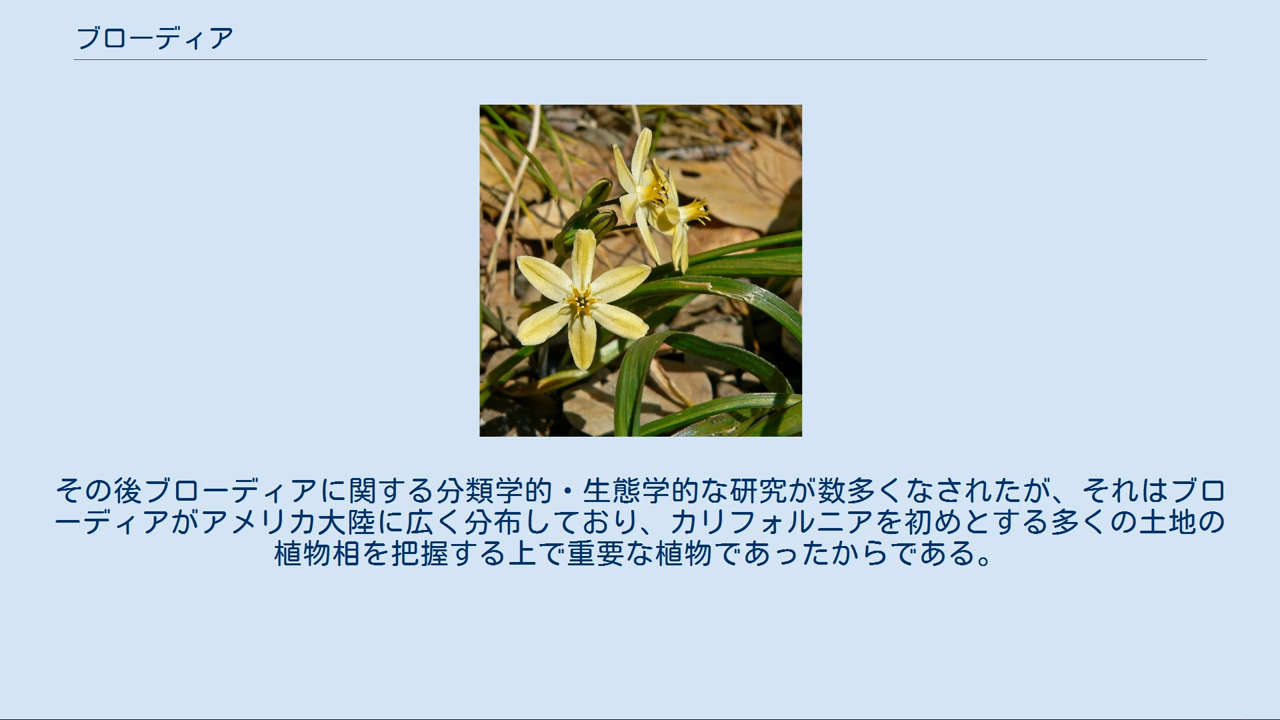 ブローディア
その後ブローディアに関する分類学的・生態学的な研究が数多くなされたが、それはブロ
ーディアがアメリカ大陸に広く分布しており、カリフォルニアを初めとする多くの土地の
植物相を把握する上で重要な植物であったからである。